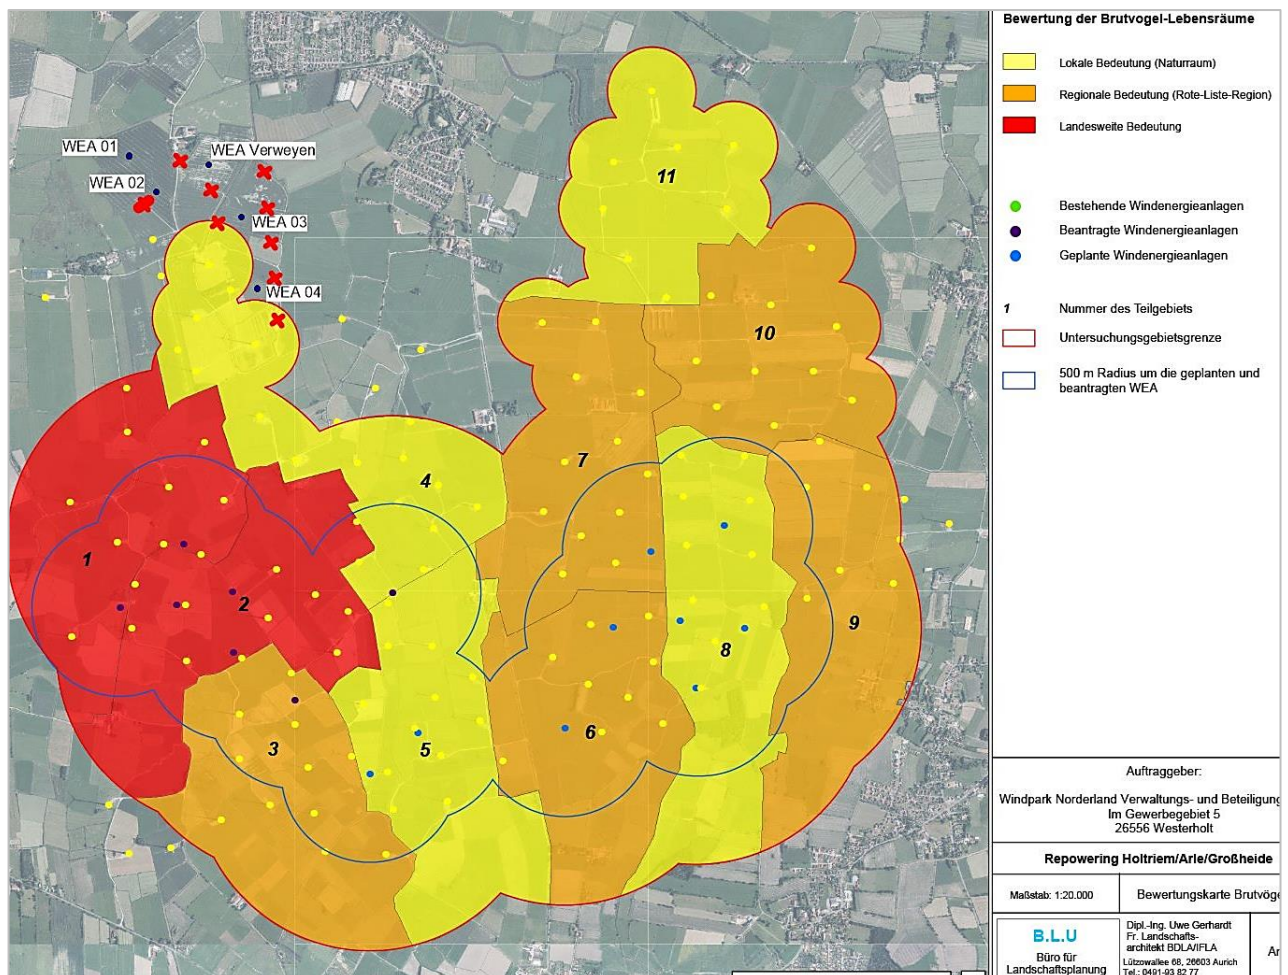 Bewertung der Brutvogel-Lebensräume
Lokale Bedeutung (Naturraum)
Regionale Bedeutung (Rote-Liste-Region)
Landesweite Bedeutung
Bestehende Windenergieanlagen
Beantragte Windenergieanlagen
Geplante Windenergieanlagen
1 Nummer des Teilgebiets
Untersuchungsgebietsgrenze
500 m Radius um die geplanten und
beantragten WEA
WEA 01
WEA Verweyen
WEA 02
WEA 03
WEA 04
11
10
7
4
1
2
9
8
3
5
6
Auftraggeber:
Windpark Norderland Verwaltungs- und Beteiligung
Im Gewerbegebiet 5
26556 Westerholt
Repowering Holtriem/Arle/Großheide
Maßstab: 1:20.000
Bewertungskarte Brutvöge
B.L.U
Büro für
Landschaftsplanung
Dipl.-Ing. Uwe Gerhardt
Fr. Landschafts-
architekt BDLA/IFLA
Lützowallee 68, 26603 Aurich
Tel.: 0491-93 82 77